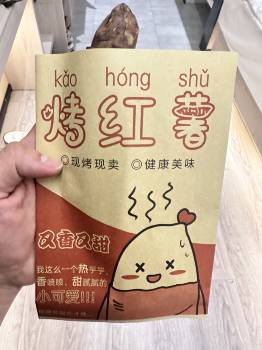 kǎo hóng shǔ
烤红薯
◎现烤现卖 ◎健康美味
又香又甜
我这么一个热乎乎、
香喷喷、甜腻腻的
小可爱!!!